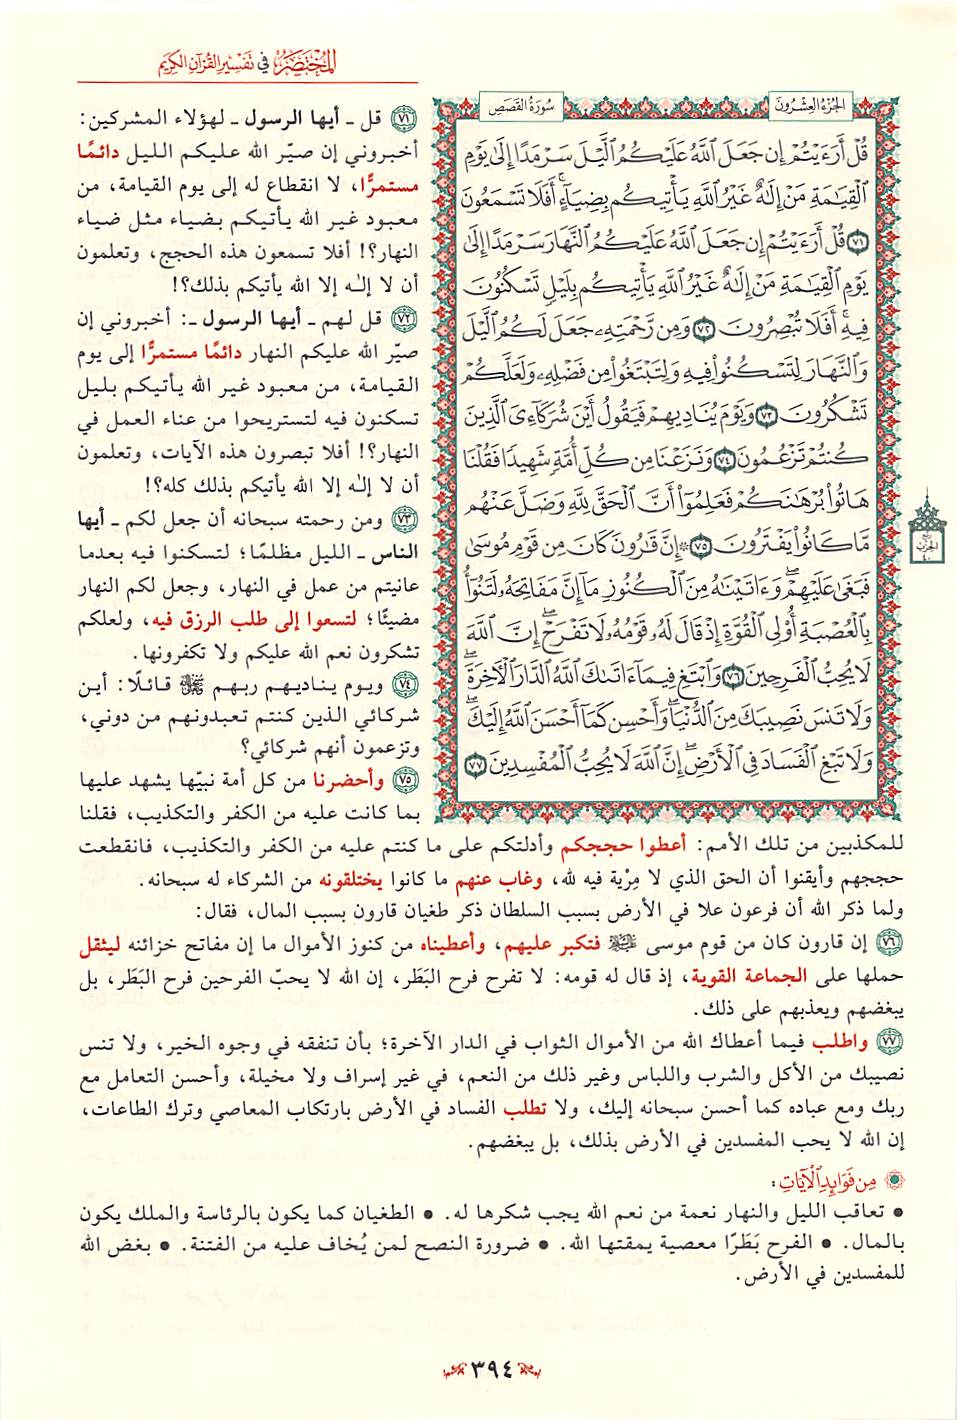 المُخْتَصَرُ في تَفْسِيرِ القُرْآنِ الكَرِيمِ
الجُزْءُ العِشْرُونَ
سُورَةُ القَصَصِ
قُلْ أَرَءَيْتُمْ إِن جَعَلَ ٱللَّهُ عَلَيْكُمُ ٱلَّيْلَ سَرْمَدًا إِلَىٰ يَوْمِ
ٱلْقِيَٰمَةِ مَنْ إِلَٰهٌ غَيْرُ ٱللَّهِ يَأْتِيكُم بِضِيَآءٍۚ أَفَلَا تَسْمَعُونَ
٧١ قُلْ أَرَءَيْتُمْ إِن جَعَلَ ٱللَّهُ عَلَيْكُمُ ٱلنَّهَارَ سَرْمَدًا إِلَىٰ
يَوْمِ ٱلْقِيَٰمَةِ مَنْ إِلَٰهٌ غَيْرُ ٱللَّهِ يَأْتِيكُم بِلَيْلٍ تَسْكُنُونَ
فِيهِۚ أَفَلَا تُبْصِرُونَ ٧٢ وَمِن رَّحْمَتِهِۦ جَعَلَ لَكُمُ ٱلَّيْلَ
وَٱلنَّهَارَ لِتَسْكُنُوا۟ فِيهِ وَلِتَبْتَغُوا۟ مِن فَضْلِهِۦ وَلَعَلَّكُمْ
تَشْكُرُونَ ٧٣ وَيَوْمَ يُنَادِيهِمْ فَيَقُولُ أَيْنَ شُرَكَآءِىَ ٱلَّذِينَ
كُنتُمْ تَزْعُمُونَ ٧٤ وَنَزَعْنَا مِن كُلِّ أُمَّةٍ شَهِيدًا فَقُلْنَا
هَاتُوا۟ بُرْهَٰنَكُمْ فَعَلِمُوٓا۟ أَنَّ ٱلْحَقَّ لِلَّهِ وَضَلَّ عَنْهُم
مَّا كَانُوا۟ يَفْتَرُونَ ٧٥ ۞ إِنَّ قَٰرُونَ كَانَ مِن قَوْمِ مُوسَىٰ
فَبَغَىٰ عَلَيْهِمْۖ وَءَاتَيْنَٰهُ مِنَ ٱلْكُنُوزِ مَآ إِنَّ مَفَاتِحَهُۥ لَتَنُوٓأُ
بِٱلْعُصْبَةِ أُو۟لِى ٱلْقُوَّةِ إِذْ قَالَ لَهُۥ قَوْمُهُۥ لَا تَفْرَحْۖ إِنَّ ٱللَّهَ
لَا يُحِبُّ ٱلْفَرِحِينَ ٧٦ وَٱبْتَغِ فِيمَآ ءَاتَىٰكَ ٱللَّهُ ٱلدَّارَ ٱلْءَاخِرَةَۖ
وَلَا تَنسَ نَصِيبَكَ مِنَ ٱلدُّنْيَاۖ وَأَحْسِن كَمَآ أَحْسَنَ ٱللَّهُ إِلَيْكَۖ
وَلَا تَبْغِ ٱلْفَسَادَ فِى ٱلْأَرْضِۖ إِنَّ ٱللَّهَ لَا يُحِبُّ ٱلْمُفْسِدِينَ ٧٧
ربع
الحزب
٤٠
٧١ قل ـ أيها الرسول ـ لهؤلاء المشركين:
أخبروني إن صيّر الله عليكم الليل دائمًا
مستمرًّا، لا انقطاع له إلى يوم القيامة، من
معبود غير الله يأتيكم بضياء مثل ضياء
النهار؟! أفلا تسمعون هذه الحجج، وتعلمون
أن لا إلٰه إلا الله يأتيكم بذلك؟!
٧٢ قل لهم ـ أيها الرسول ـ: أخبروني إن
صيّر الله عليكم النهار دائمًا مستمرًّا إلى يوم
القيامة، من معبود غير الله يأتيكم بليل
تسكنون فيه لتستريحوا من عناء العمل في
النهار؟! أفلا تبصرون هذه الآيات، وتعلمون
أن لا إلٰه إلا الله يأتيكم بذلك كله؟!
٧٣ ومن رحمته سبحانه أن جعل لكم ـ أيها
الناس ـ الليل مظلمًا؛ لتسكنوا فيه بعدما
عانيتم من عمل في النهار، وجعل لكم النهار
مضيئًا؛ لتسعوا إلى طلب الرزق فيه، ولعلكم
تشكرون نعم الله عليكم ولا تكفرونها.
٧٤ ويوم يناديهم ربهم ﷻ قائلًا: أين
شركائي الذين كنتم تعبدونهم من دوني،
وتزعمون أنهم شركائي؟
٧٥ وأحضرنا من كل أمة نبيّها يشهد عليها
بما كانت عليه من الكفر والتكذيب، فقلنا
للمكذبين من تلك الأمم: أعطوا حججكم وأدلتكم على ما كنتم عليه من الكفر والتكذيب، فانقطعت
حججهم وأيقنوا أن الحق الذي لا مِرْية فيه لله، وغاب عنهم ما كانوا يختلقونه من الشركاء له سبحانه.
ولما ذكر الله أن فرعون علا في الأرض بسبب السلطان ذكر طغيان قارون بسبب المال، فقال:
٧٦ إن قارون كان من قوم موسى عليه السلام فتكبر عليهم، وأعطيناه من كنوز الأموال ما إن مفاتح خزائنه ليثقل
حملها على الجماعة القوية، إذ قال له قومه: لا تفرح فرح البَطَر، إن الله لا يحبّ الفرحين فرح البَطَر، بل
يبغضهم ويعذبهم على ذلك.
٧٧ واطلب فيما أعطاك الله من الأموال الثواب في الدار الآخرة؛ بأن تنفقه في وجوه الخير، ولا تنس
نصيبك من الأكل والشرب واللباس وغير ذلك من النعم، في غير إسراف ولا مخيلة، وأحسن التعامل مع
ربك ومع عباده كما أحسن سبحانه إليك، ولا تطلب الفساد في الأرض بارتكاب المعاصي وترك الطاعات،
إن الله لا يحب المفسدين في الأرض بذلك، بل يبغضهم.
مِن فَوَائِدِ الآيَاتِ:
• تعاقب الليل والنهار نعمة من نعم الله يجب شكرها له. • الطغيان كما يكون بالرئاسة والملك يكون
بالمال. • الفرح بَطَرًا معصية يمقتها الله. • ضرورة النصح لمن يُخاف عليه من الفتنة. • بغض الله
للمفسدين في الأرض.
٣٩٤